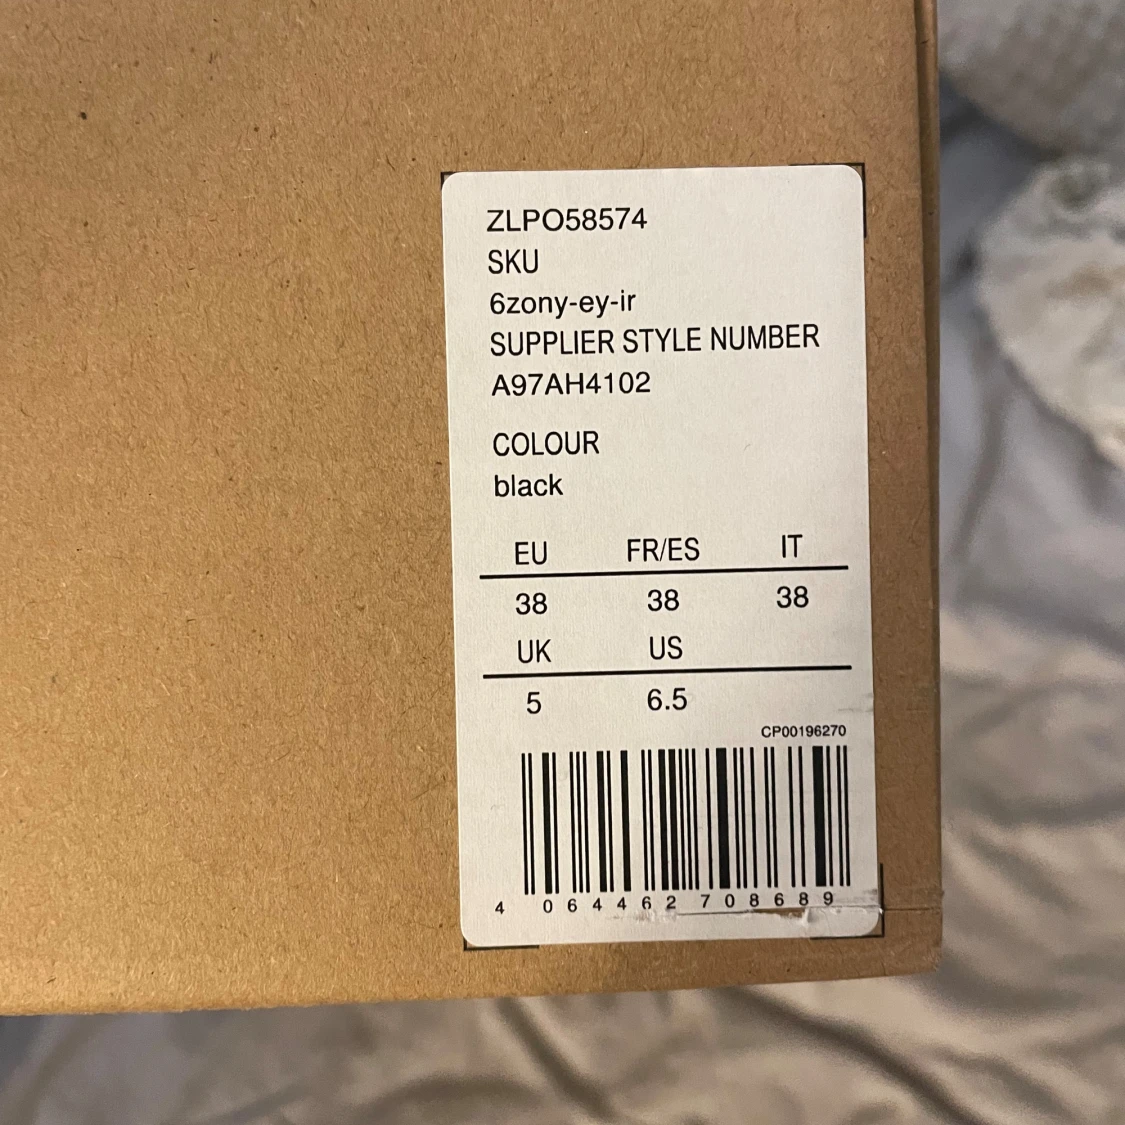 ZLPO58574
SKU
6zony-ey-ir
SUPPLIER STYLE NUMBER
A97AH4102
COLOUR
black
EU FR/ES IT
38 38 38
UK US
5 6.5
CP00196270
4 064462 708689